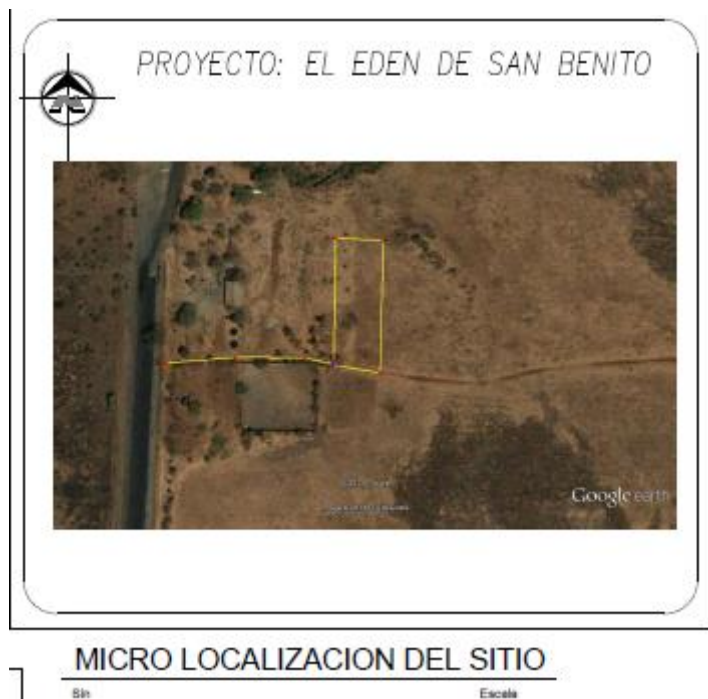 PROYECTO: EL EDEN DE SAN BENITO
Google earth
MICRO LOCALIZACION DEL SITIO
Sin Escala